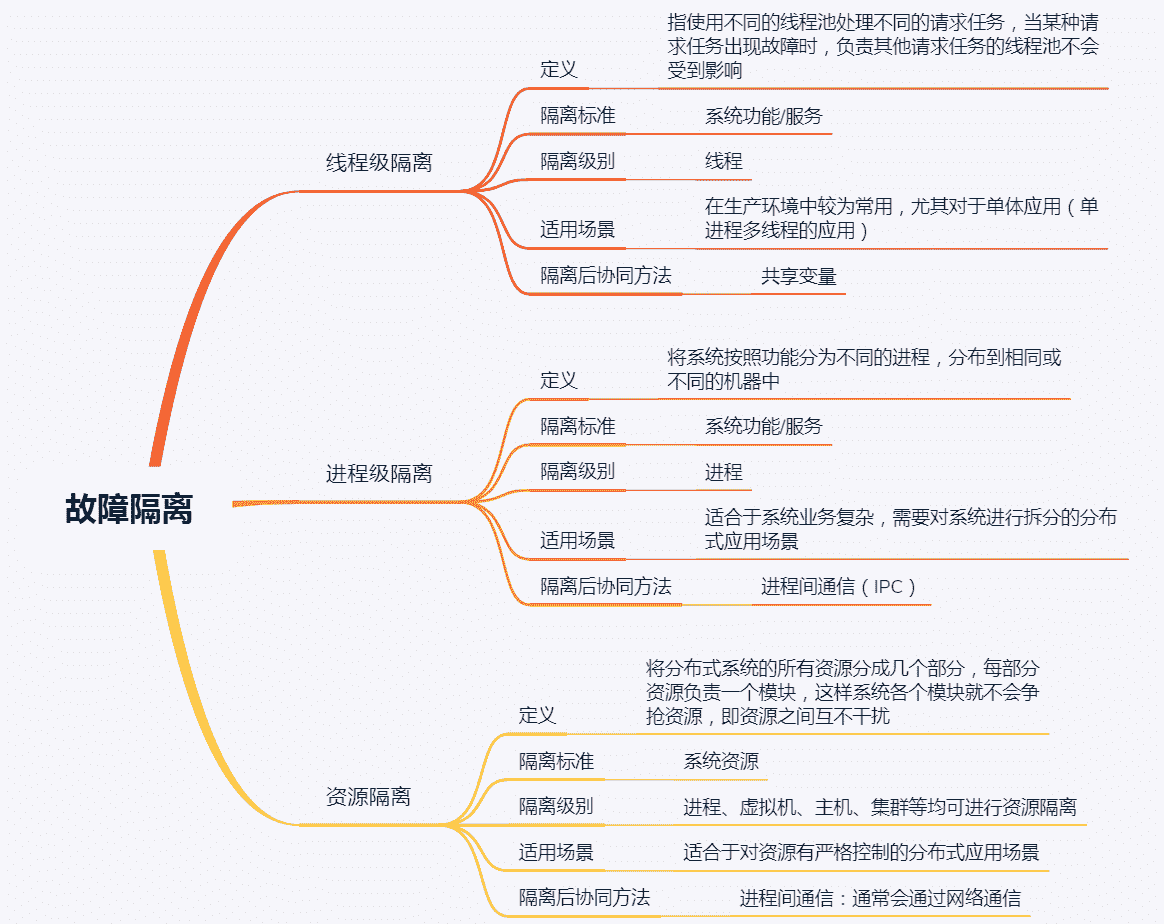 故障隔离
线程级隔离
定义
指使用不同的线程池处理不同的请求任务，当某种请
求任务出现故障时，负责其他请求任务的线程池不会
受到影响
隔离标准
系统功能/服务
隔离级别
线程
适用场景
在生产环境中较为常用，尤其对于单体应用（单
进程多线程的应用）
隔离后协同方法
共享变量
进程级隔离
定义
将系统按照功能分为不同的进程，分布到相同或
不同的机器中
隔离标准
系统功能/服务
隔离级别
进程
适用场景
适合于系统业务复杂，需要对系统进行拆分的分布
式应用场景
隔离后协同方法
进程间通信（IPC）
资源隔离
定义
将分布式系统的所有资源分成几个部分，每部分
资源负责一个模块，这样系统各个模块就不会争
抢资源，即资源之间互不干扰
隔离标准
系统资源
隔离级别
进程、虚拟机、主机、集群等均可进行资源隔离
适用场景
适合于对资源有严格控制的分布式应用场景
隔离后协同方法
进程间通信：通常会通过网络通信